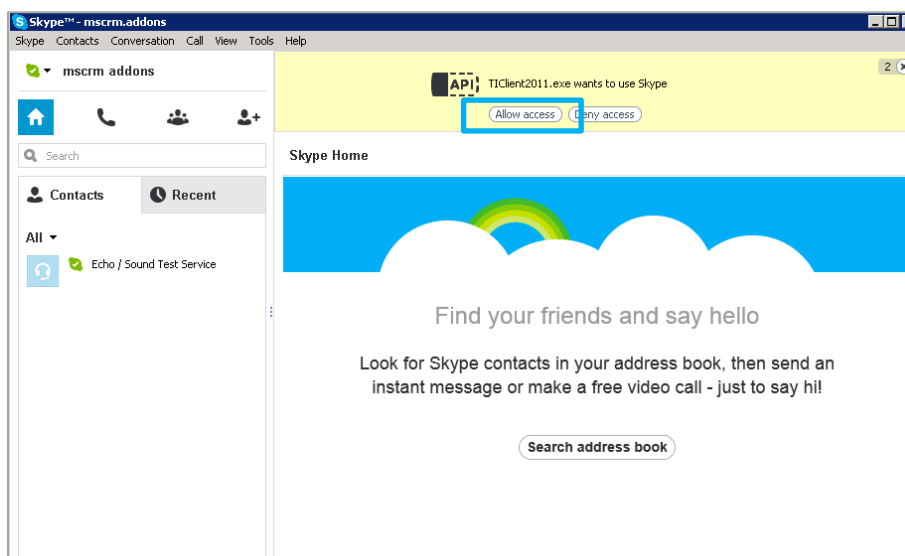 Skype™ - mscrm.addons
Skype Contacts Conversation Call View Tools Help
mscrm addons
Search
Contacts Recent
All
Echo / Sound Test Service
2
API TIClient2011.exe wants to use Skype
Allow access Deny access
Skype Home
Find your friends and say hello
Look for Skype contacts in your address book, then send an
instant message or make a free video call - just to say hi!
Search address book